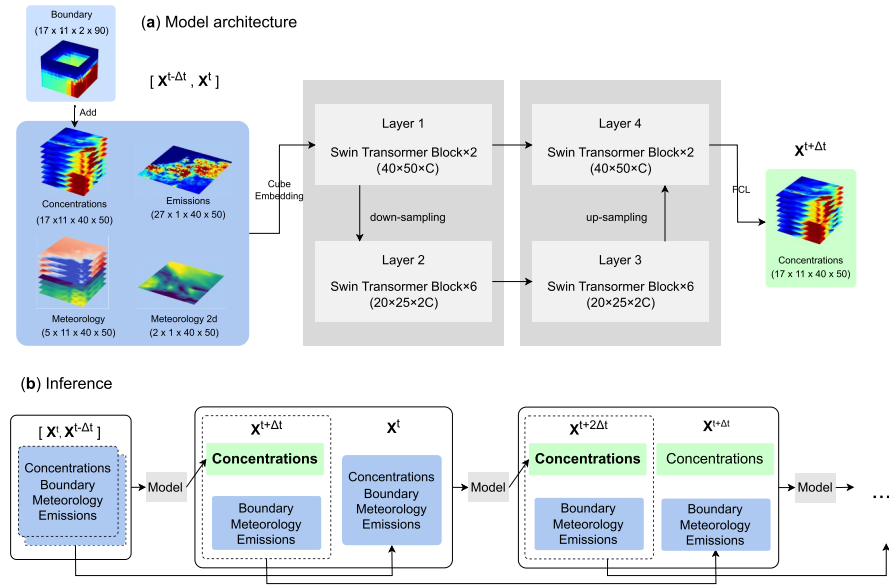 Boundary
(17 x 11 x 2 x 90)
(a) Model architecture
[ X^t-Δt , X^t ]
Add
Concentrations
(17 x11 x 40 x 50)
Emissions
(27 x 1 x 40 x 50)
Meteorology
(5 x 11 x 40 x 50)
Meteorology 2d
(2 x 1 x 40 x 50)
Cube
Embedding
Layer 1
Swin Transormer Block×2
(40×50×C)
down-sampling
Layer 2
Swin Transormer Block×6
(20×25×2C)
Layer 4
Swin Transormer Block×2
(40×50×C)
up-sampling
Layer 3
Swin Transormer Block×6
(20×25×2C)
FCL
X^t+Δt
Concentrations
(17 x 11 x 40 x 50)
(b) Inference
[ X^t, X^t-Δt ]
Concentrations
Boundary
Meteorology
Emissions
Model
X^t+Δt
Concentrations
Boundary
Meteorology
Emissions
X^t
Concentrations
Boundary
Meteorology
Emissions
Model
X^t+2Δt
Concentrations
Boundary
Meteorology
Emissions
X^t+Δt
Concentrations
Boundary
Meteorology
Emissions
Model
...